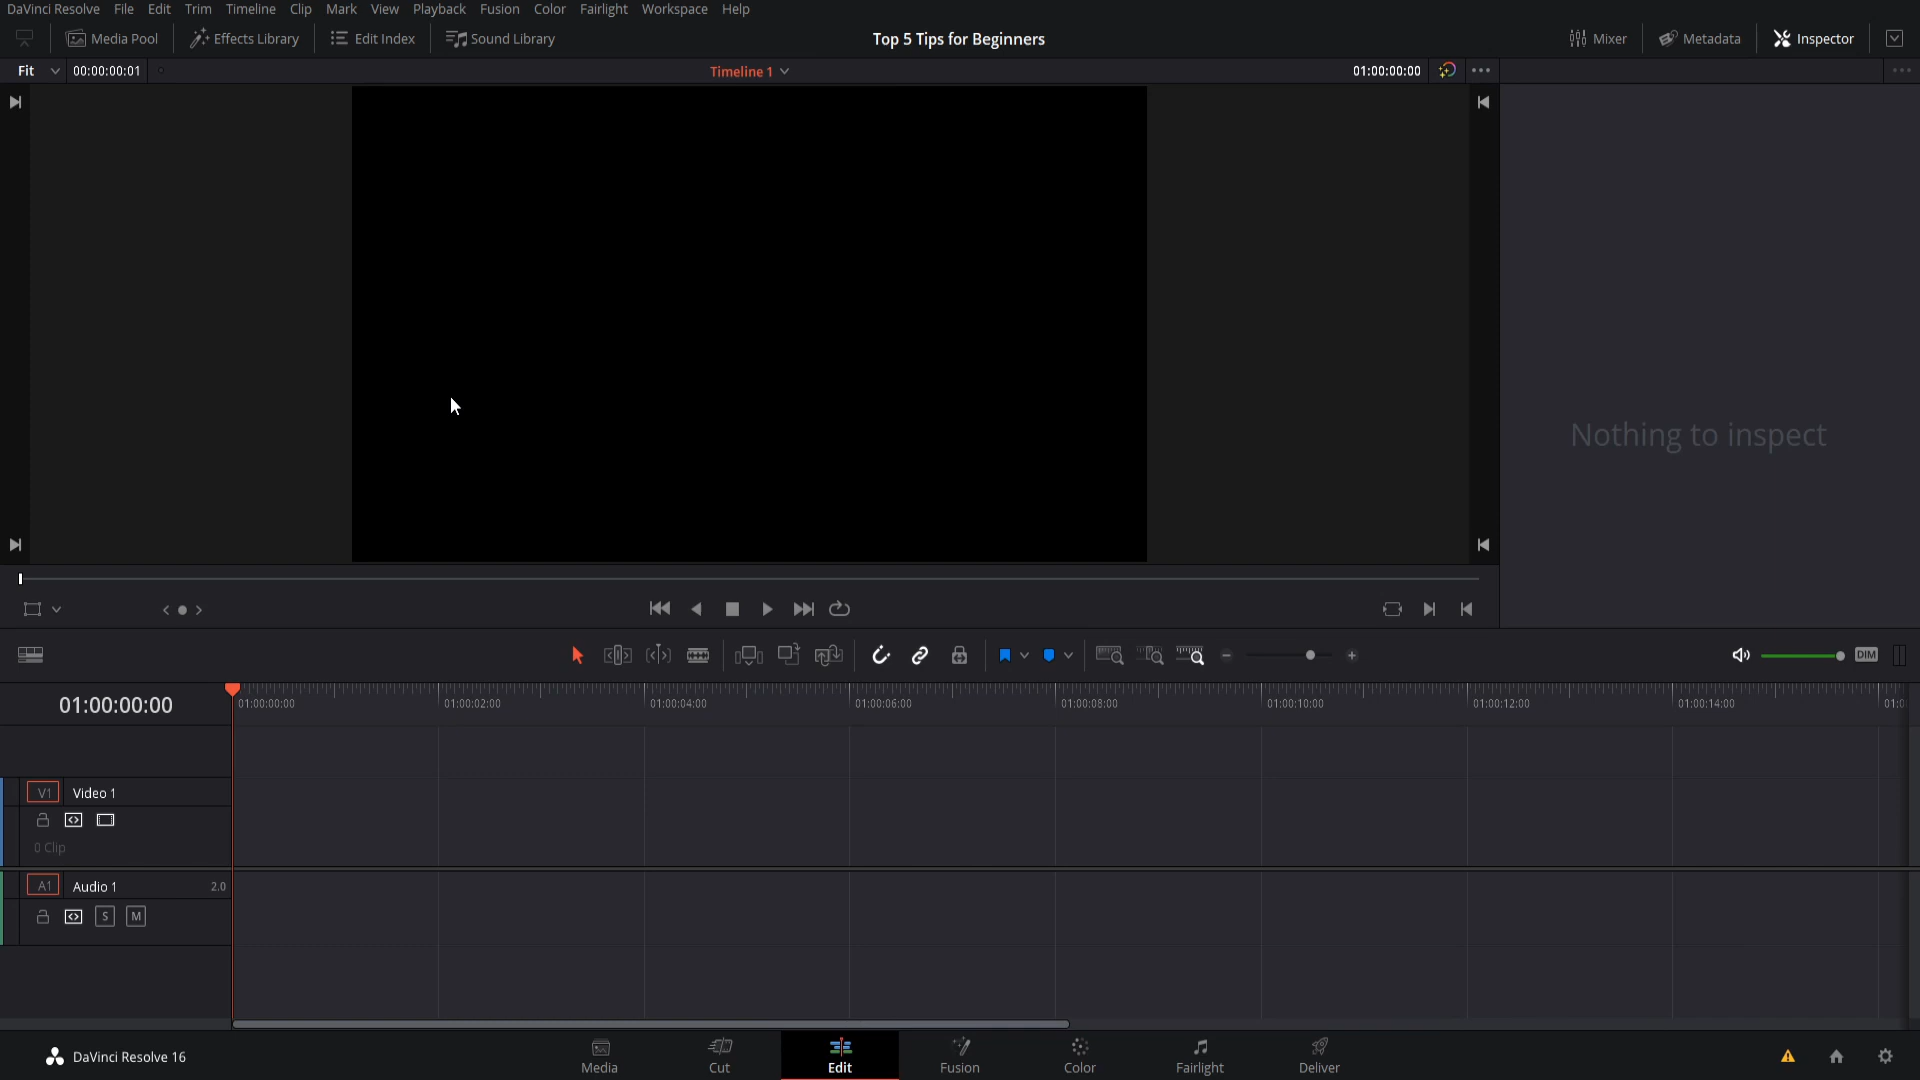 DaVinci Resolve File Edit Trim Timeline Clip Mark View Playback Fusion Color Fairlight Workspace Help
Media Pool Effects Library Edit Index Sound Library Top 5 Tips for Beginners Mixer Metadata Inspector
Fit 00:00:00:01 Timeline 1 01:00:00:00
Nothing to inspect
DIM
01:00:00:00 01:00:00:00 01:00:02:00 01:00:04:00 01:00:06:00 01:00:08:00 01:00:10:00 01:00:12:00 01:00:14:00 01:0
V1 Video 1
0 Clip
A1 Audio 1 2.0
S M
DaVinci Resolve 16 Media Cut Edit Fusion Color Fairlight Deliver